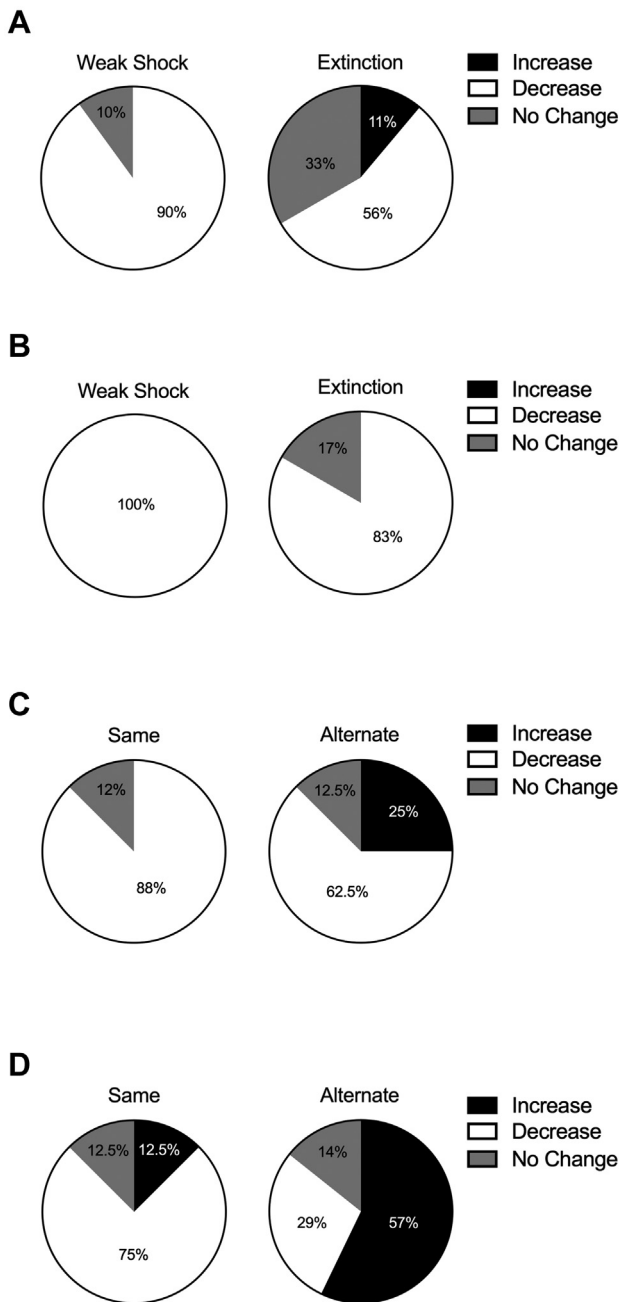 A
Weak Shock
Extinction
Increase
Decrease
No Change
10%
90%
11%
33%
56%
B
Weak Shock
Extinction
Increase
Decrease
No Change
100%
17%
83%
C
Same
Alternate
Increase
Decrease
No Change
12%
88%
12.5%
25%
62.5%
D
Same
Alternate
Increase
Decrease
No Change
12.5%
12.5%
75%
14%
29%
57%